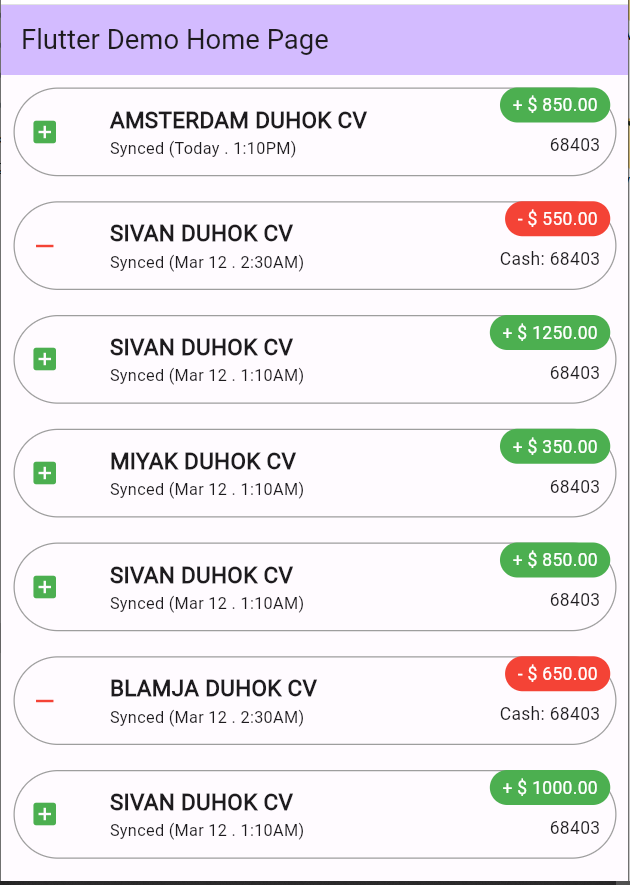 Flutter Demo Home Page
+ $ 850.00
AMSTERDAM DUHOK CV
68403
Synced (Today . 1:10PM)
- $ 550.00
SIVAN DUHOK CV
Cash: 68403
Synced (Mar 12 . 2:30AM)
+ $ 1250.00
SIVAN DUHOK CV
68403
Synced (Mar 12 . 1:10AM)
+ $ 350.00
MIYAK DUHOK CV
68403
Synced (Mar 12 . 1:10AM)
+ $ 850.00
SIVAN DUHOK CV
68403
Synced (Mar 12 . 1:10AM)
- $ 650.00
BLAMJA DUHOK CV
Cash: 68403
Synced (Mar 12 . 2:30AM)
+ $ 1000.00
SIVAN DUHOK CV
68403
Synced (Mar 12 . 1:10AM)